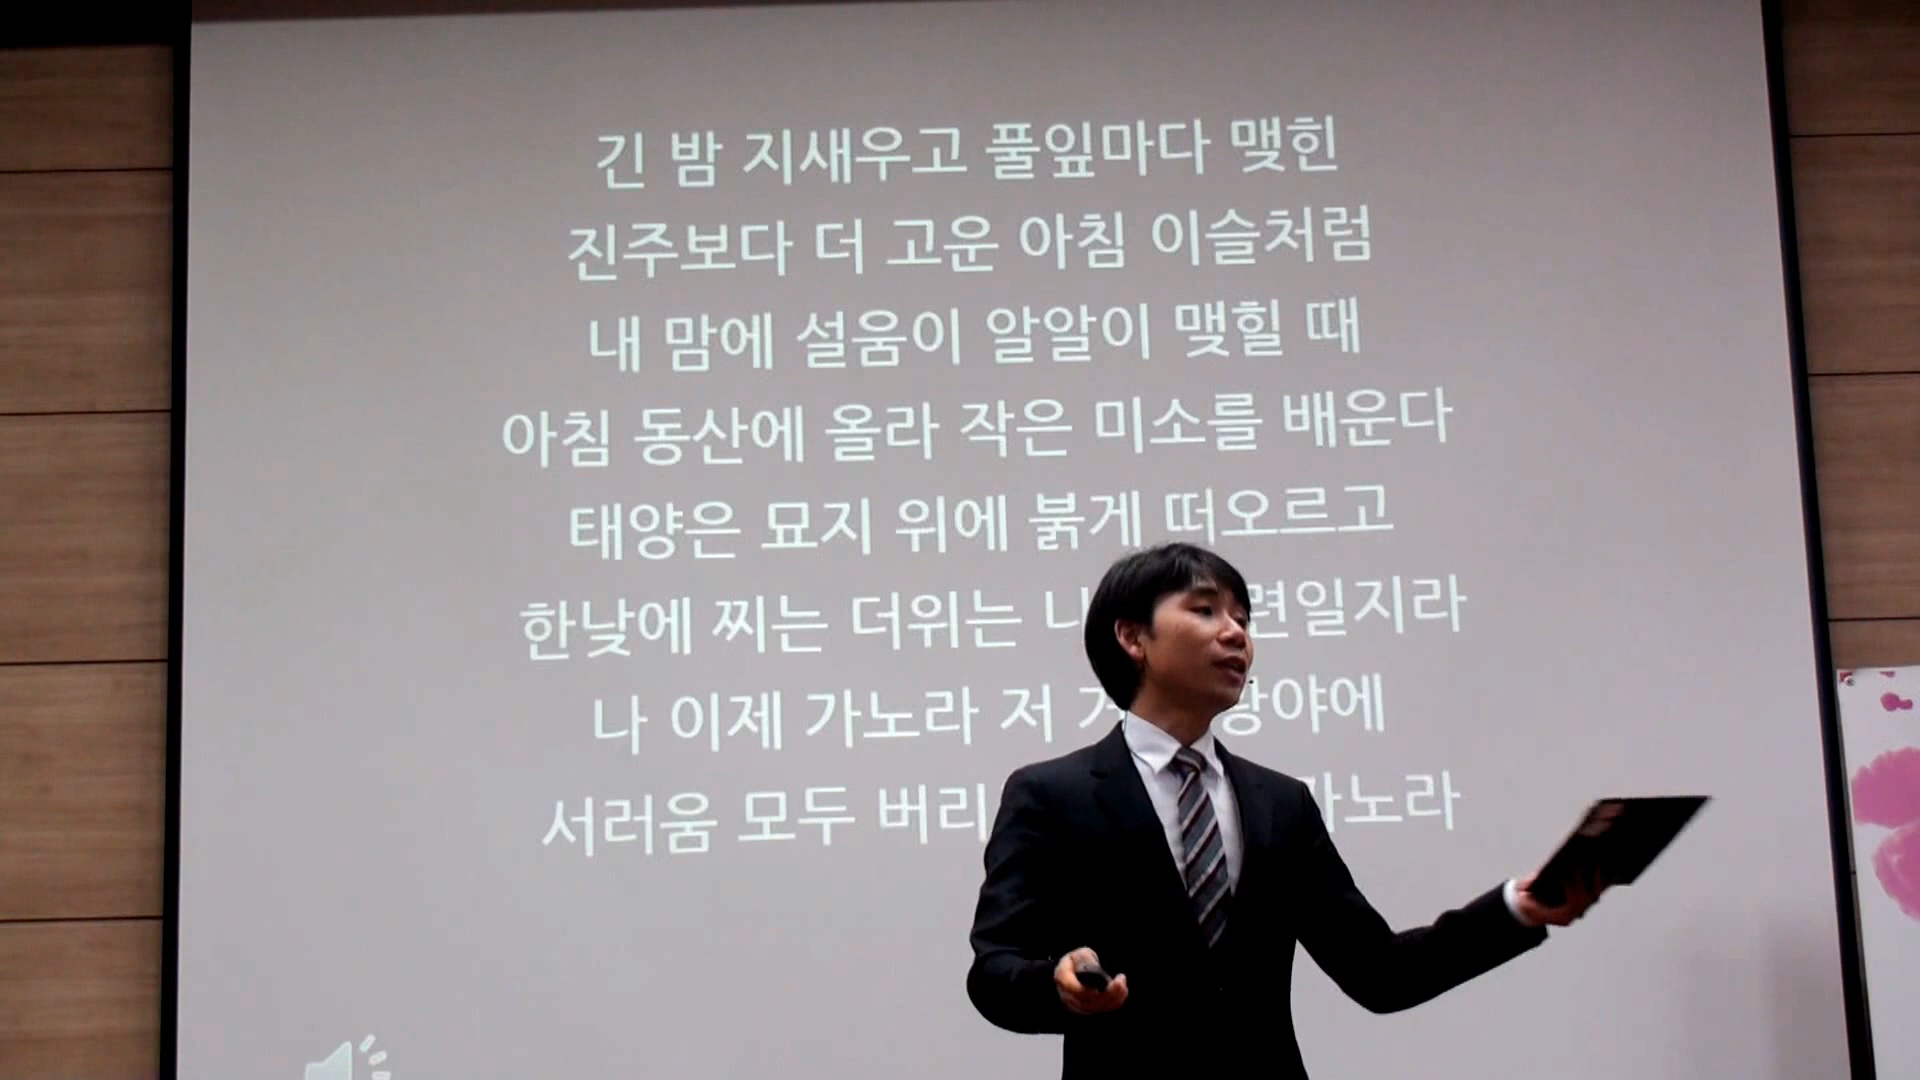 긴 밤 지새우고 풀잎마다 맺힌
진주보다 더 고운 아침 이슬처럼
내 맘에 설움이 알알이 맺힐 때
아침 동산에 올라 작은 미소를 배운다
태양은 묘지 위에 붉게 떠오르고
한낮에 찌는 더위는
나 이제 가노라 저
서러움 모두